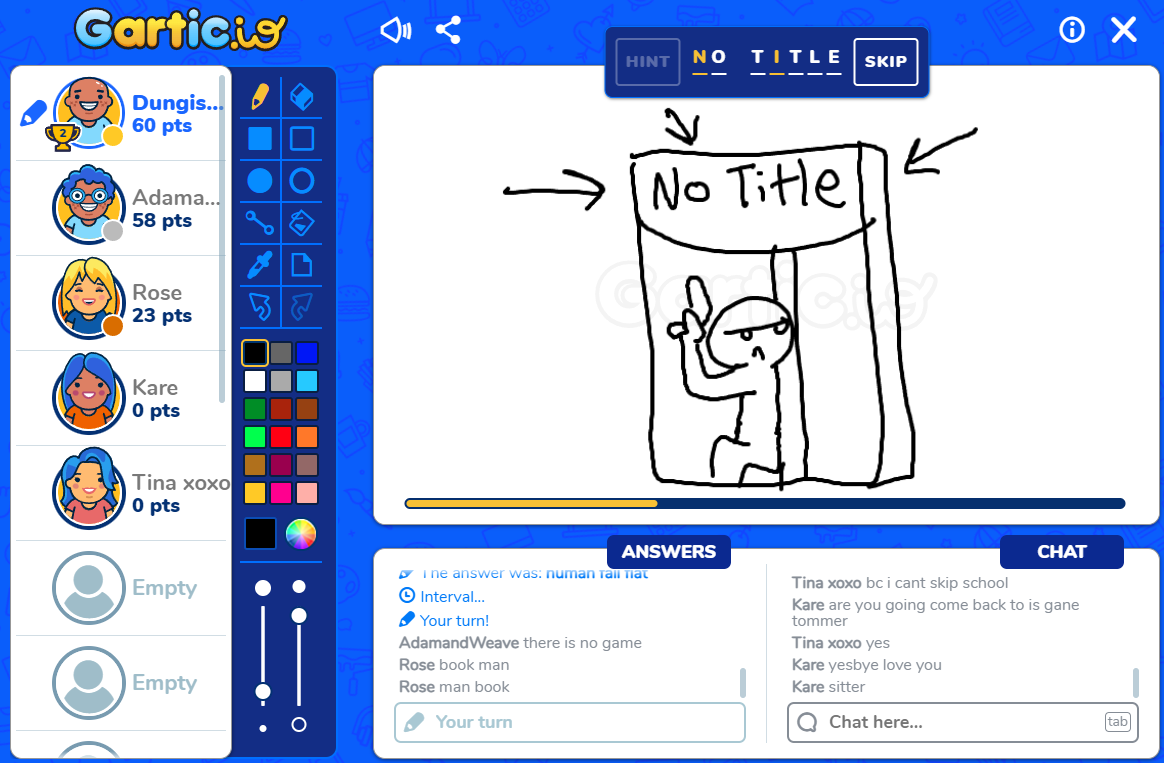 Gartic.io
HINT
NO TITLE
SKIP
Dungis...
60 pts
2
Adama...
58 pts
Rose
23 pts
Kare
0 pts
Tina xoxo
0 pts
Empty
Empty
No Title
Gartic.io
ANSWERS
The answer was: human fall flat
Interval...
Your turn!
AdamandWeave there is no game
Rose book man
Rose man book
Your turn
CHAT
Tina xoxo bc i cant skip school
Kare are you going come back to is gane
tommer
Tina xoxo yes
Kare yesbye love you
Kare sitter
Chat here...
tab